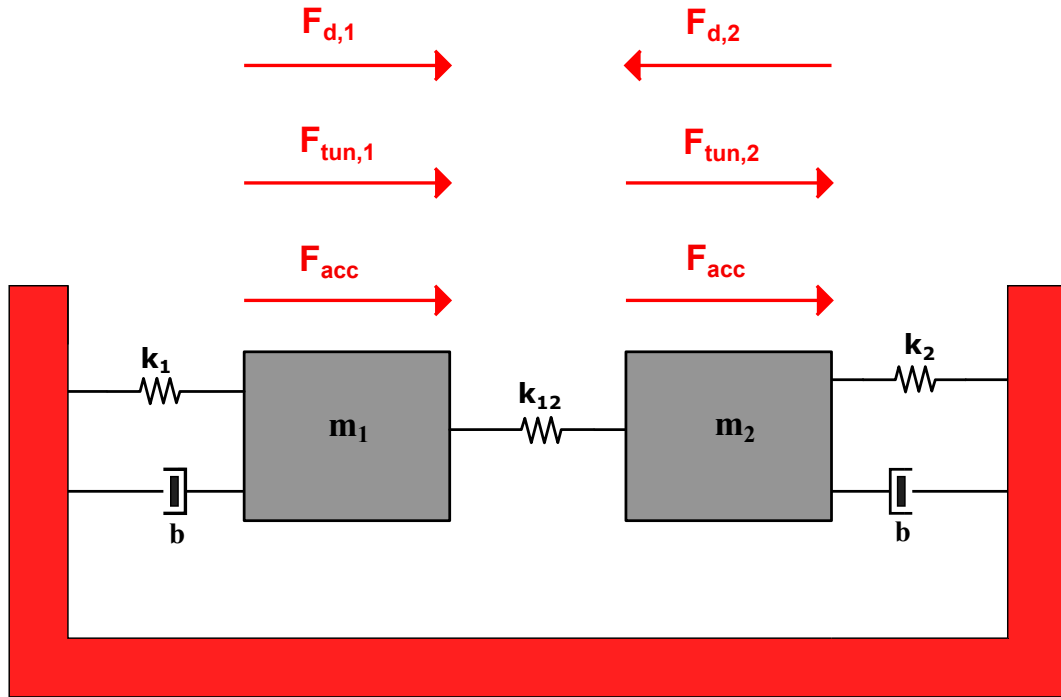 F_d,1
F_d,2
F_tun,1
F_tun,2
F_acc
F_acc
k_1
k_2
k_12
m_1
m_2
b
b